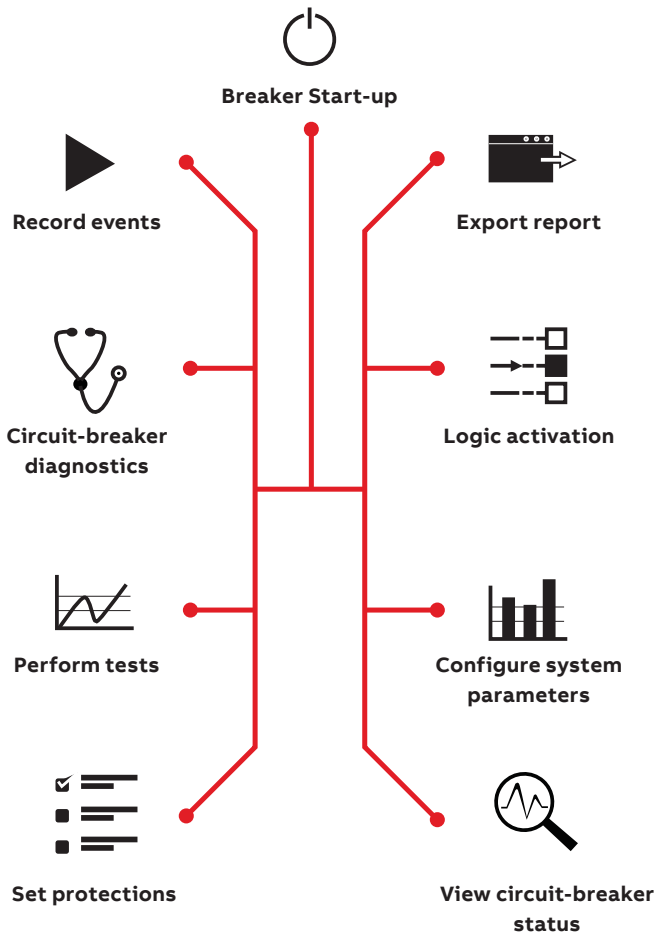 Breaker Start-up
Record events
Export report
Circuit-breaker
diagnostics
Logic activation
Perform tests
Configure system
parameters
Set protections
View circuit-breaker
status